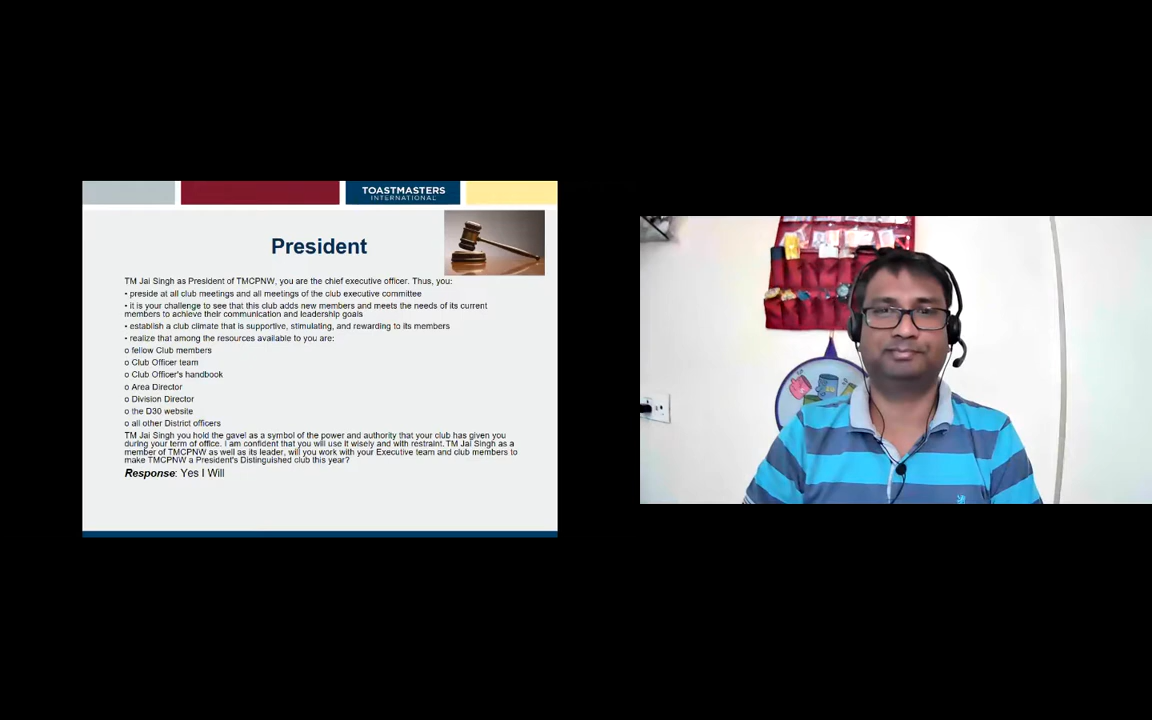 TOASTMASTERS
INTERNATIONAL
President
TM Jai Singh as President of TMCPNW, you are the chief executive officer. Thus, you:
• preside at all club meetings and all meetings of the club executive committee
• it is your challenge to see that this club adds new members and meets the needs of its current
members to achieve their communication and leadership goals
• establish a club climate that is supportive, stimulating, and rewarding to its members
• realize that among the resources available to you are:
o fellow Club members
o Club Officer team
o Club Officer's handbook
o Area Director
o Division Director
o the D30 website
o all other District officers
TM Jai Singh you hold the gavel as a symbol of the power and authority that your club has given you
during your term of office. I am confident that you will use it wisely and with restraint. TM Jai Singh as a
member of TMCPNW as well as its leader, will you work with your Executive team and club members to
make TMCPNW a President's Distinguished club this year?
Response: Yes I Will